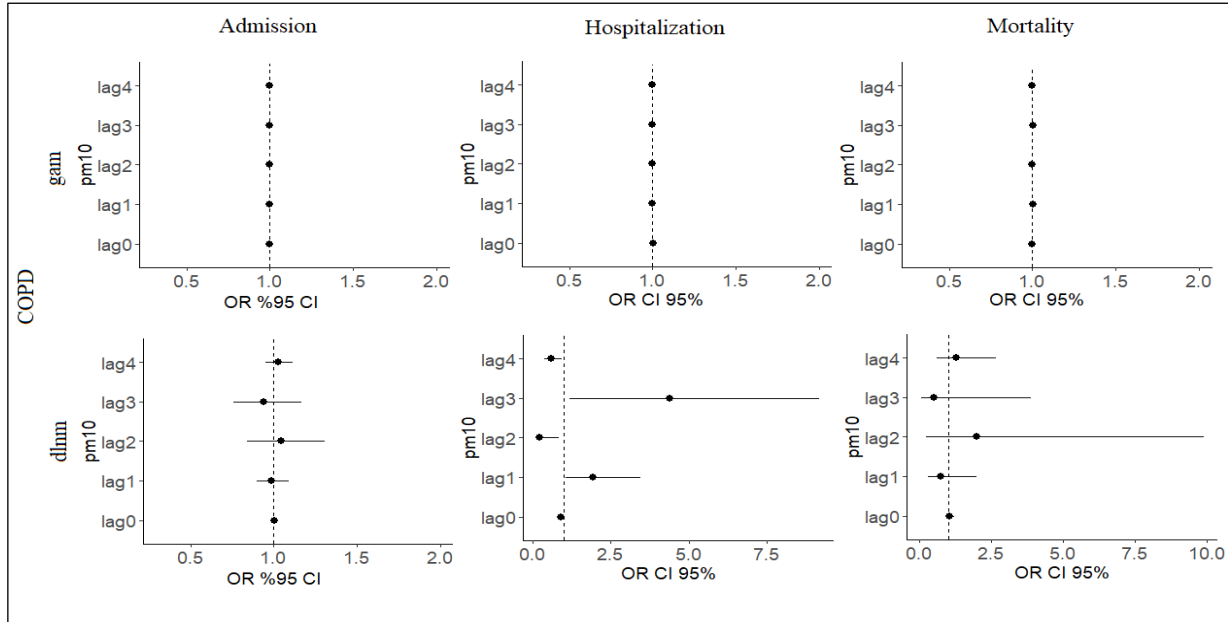 Admission
Hospitalization
Mortality
COPD
gam
pm10
lag4
lag3
lag2
lag1
lag0
0.5 1.0 1.5 2.0
OR %95 CI
pm10
lag4
lag3
lag2
lag1
lag0
0.5 1.0 1.5 2.0
OR CI 95%
pm10
lag4
lag3
lag2
lag1
lag0
0.5 1.0 1.5 2.0
OR CI 95%
dlnm
pm10
lag4
lag3
lag2
lag1
lag0
0.5 1.0 1.5 2.0
OR %95 CI
pm10
lag4
lag3
lag2
lag1
lag0
0.0 2.5 5.0 7.5
OR CI 95%
pm10
lag4
lag3
lag2
lag1
lag0
0.0 2.5 5.0 7.5 10.0
OR CI 95%